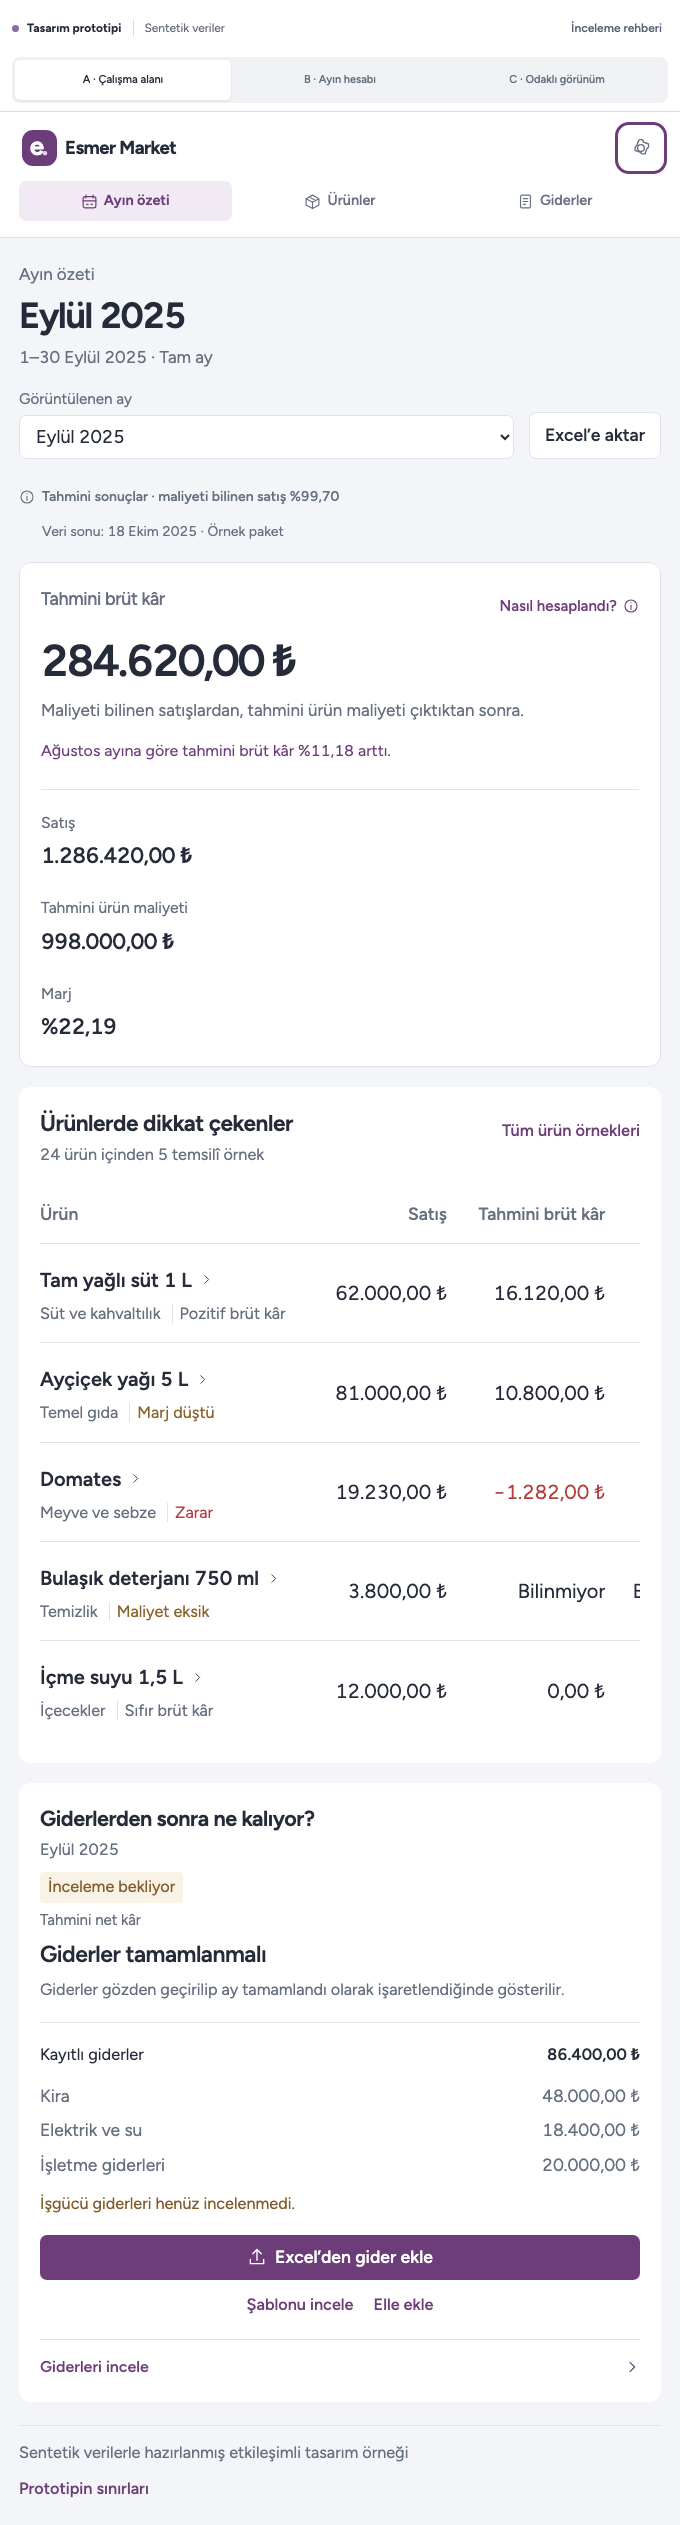 Tasarım prototipi
Sentetik veriler
İnceleme rehberi
A · Çalışma alanı
B · Ayın hesabı
C · Odaklı görünüm
e.
Esmer Market
Ayın özeti
Ürünler
Giderler
Ayın özeti
Eylül 2025
1–30 Eylül 2025 · Tam ay
Görüntülenen ay
Eylül 2025
Excel’e aktar
Tahmini sonuçlar · maliyeti bilinen satış %99,70
Veri sonu: 18 Ekim 2025 · Örnek paket
Tahmini brüt kâr
Nasıl hesaplandı?
284.620,00 ₺
Maliyeti bilinen satışlardan, tahmini ürün maliyeti çıktıktan sonra.
Ağustos ayına göre tahmini brüt kâr %11,18 arttı.
Satış
1.286.420,00 ₺
Tahmini ürün maliyeti
998.000,00 ₺
Marj
%22,19
Ürünlerde dikkat çekenler
Tüm ürün örnekleri
24 ürün içinden 5 temsilî örnek
Ürün Satış Tahmini brüt kâr
Tam yağlı süt 1 L
62.000,00 ₺ 16.120,00 ₺
Süt ve kahvaltılık Pozitif brüt kâr
Ayçiçek yağı 5 L
81.000,00 ₺ 10.800,00 ₺
Temel gıda Marj düştü
Domates
19.230,00 ₺ −1.282,00 ₺
Meyve ve sebze Zarar
Bulaşık deterjanı 750 ml
3.800,00 ₺ Bilinmiyor
Temizlik Maliyet eksik
İçme suyu 1,5 L
12.000,00 ₺ 0,00 ₺
İçecekler Sıfır brüt kâr
Giderlerden sonra ne kalıyor?
Eylül 2025
İnceleme bekliyor
Tahmini net kâr
Giderler tamamlanmalı
Giderler gözden geçirilip ay tamamlandı olarak işaretlendiğinde gösterilir.
Kayıtlı giderler 86.400,00 ₺
Kira 48.000,00 ₺
Elektrik ve su 18.400,00 ₺
İşletme giderleri 20.000,00 ₺
İşgücü giderleri henüz incelenmedi.
Excel’den gider ekle
Şablonu incele Elle ekle
Giderleri incele
Sentetik verilerle hazırlanmış etkileşimli tasarım örneği
Prototipin sınırları